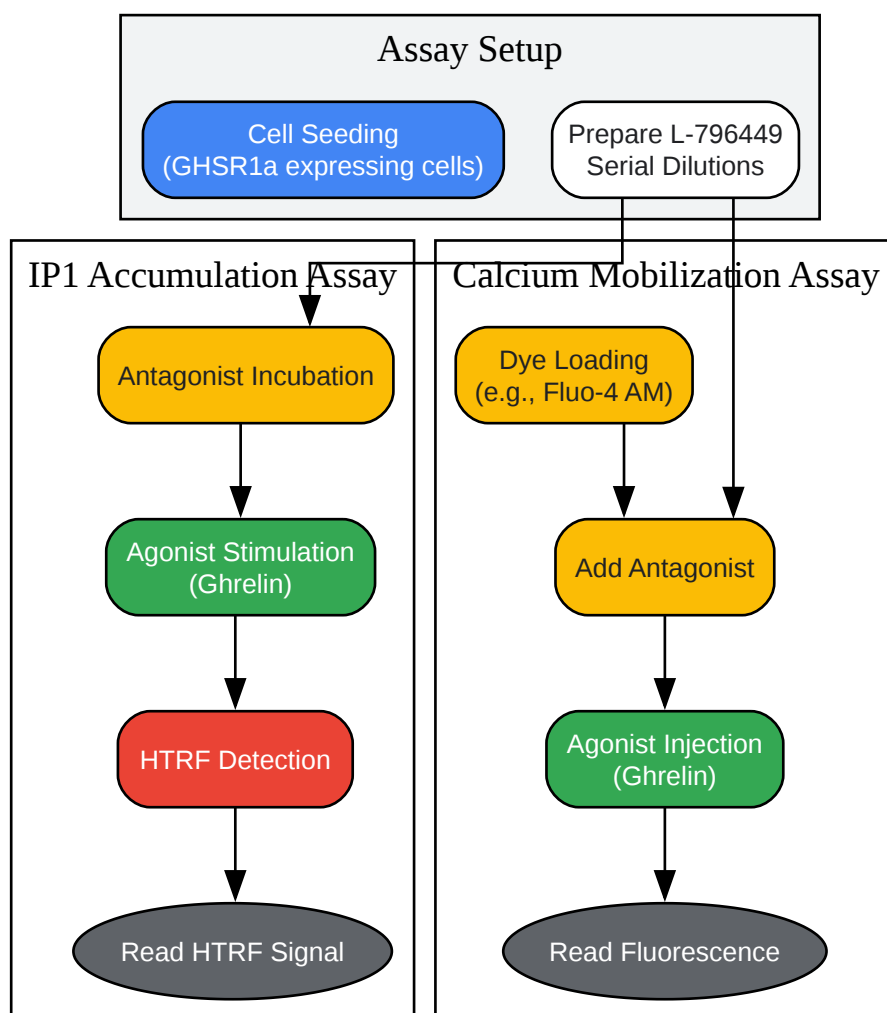 Assay Setup
Cell Seeding
(GHSR1a expressing cells)
Prepare L-796449
Serial Dilutions
IP1 Accumulation Assay
Antagonist Incubation
Agonist Stimulation
(Ghrelin)
HTRF Detection
Read HTRF Signal
Calcium Mobilization Assay
Dye Loading
(e.g., Fluo-4 AM)
Add Antagonist
Agonist Injection
(Ghrelin)
Read Fluorescence